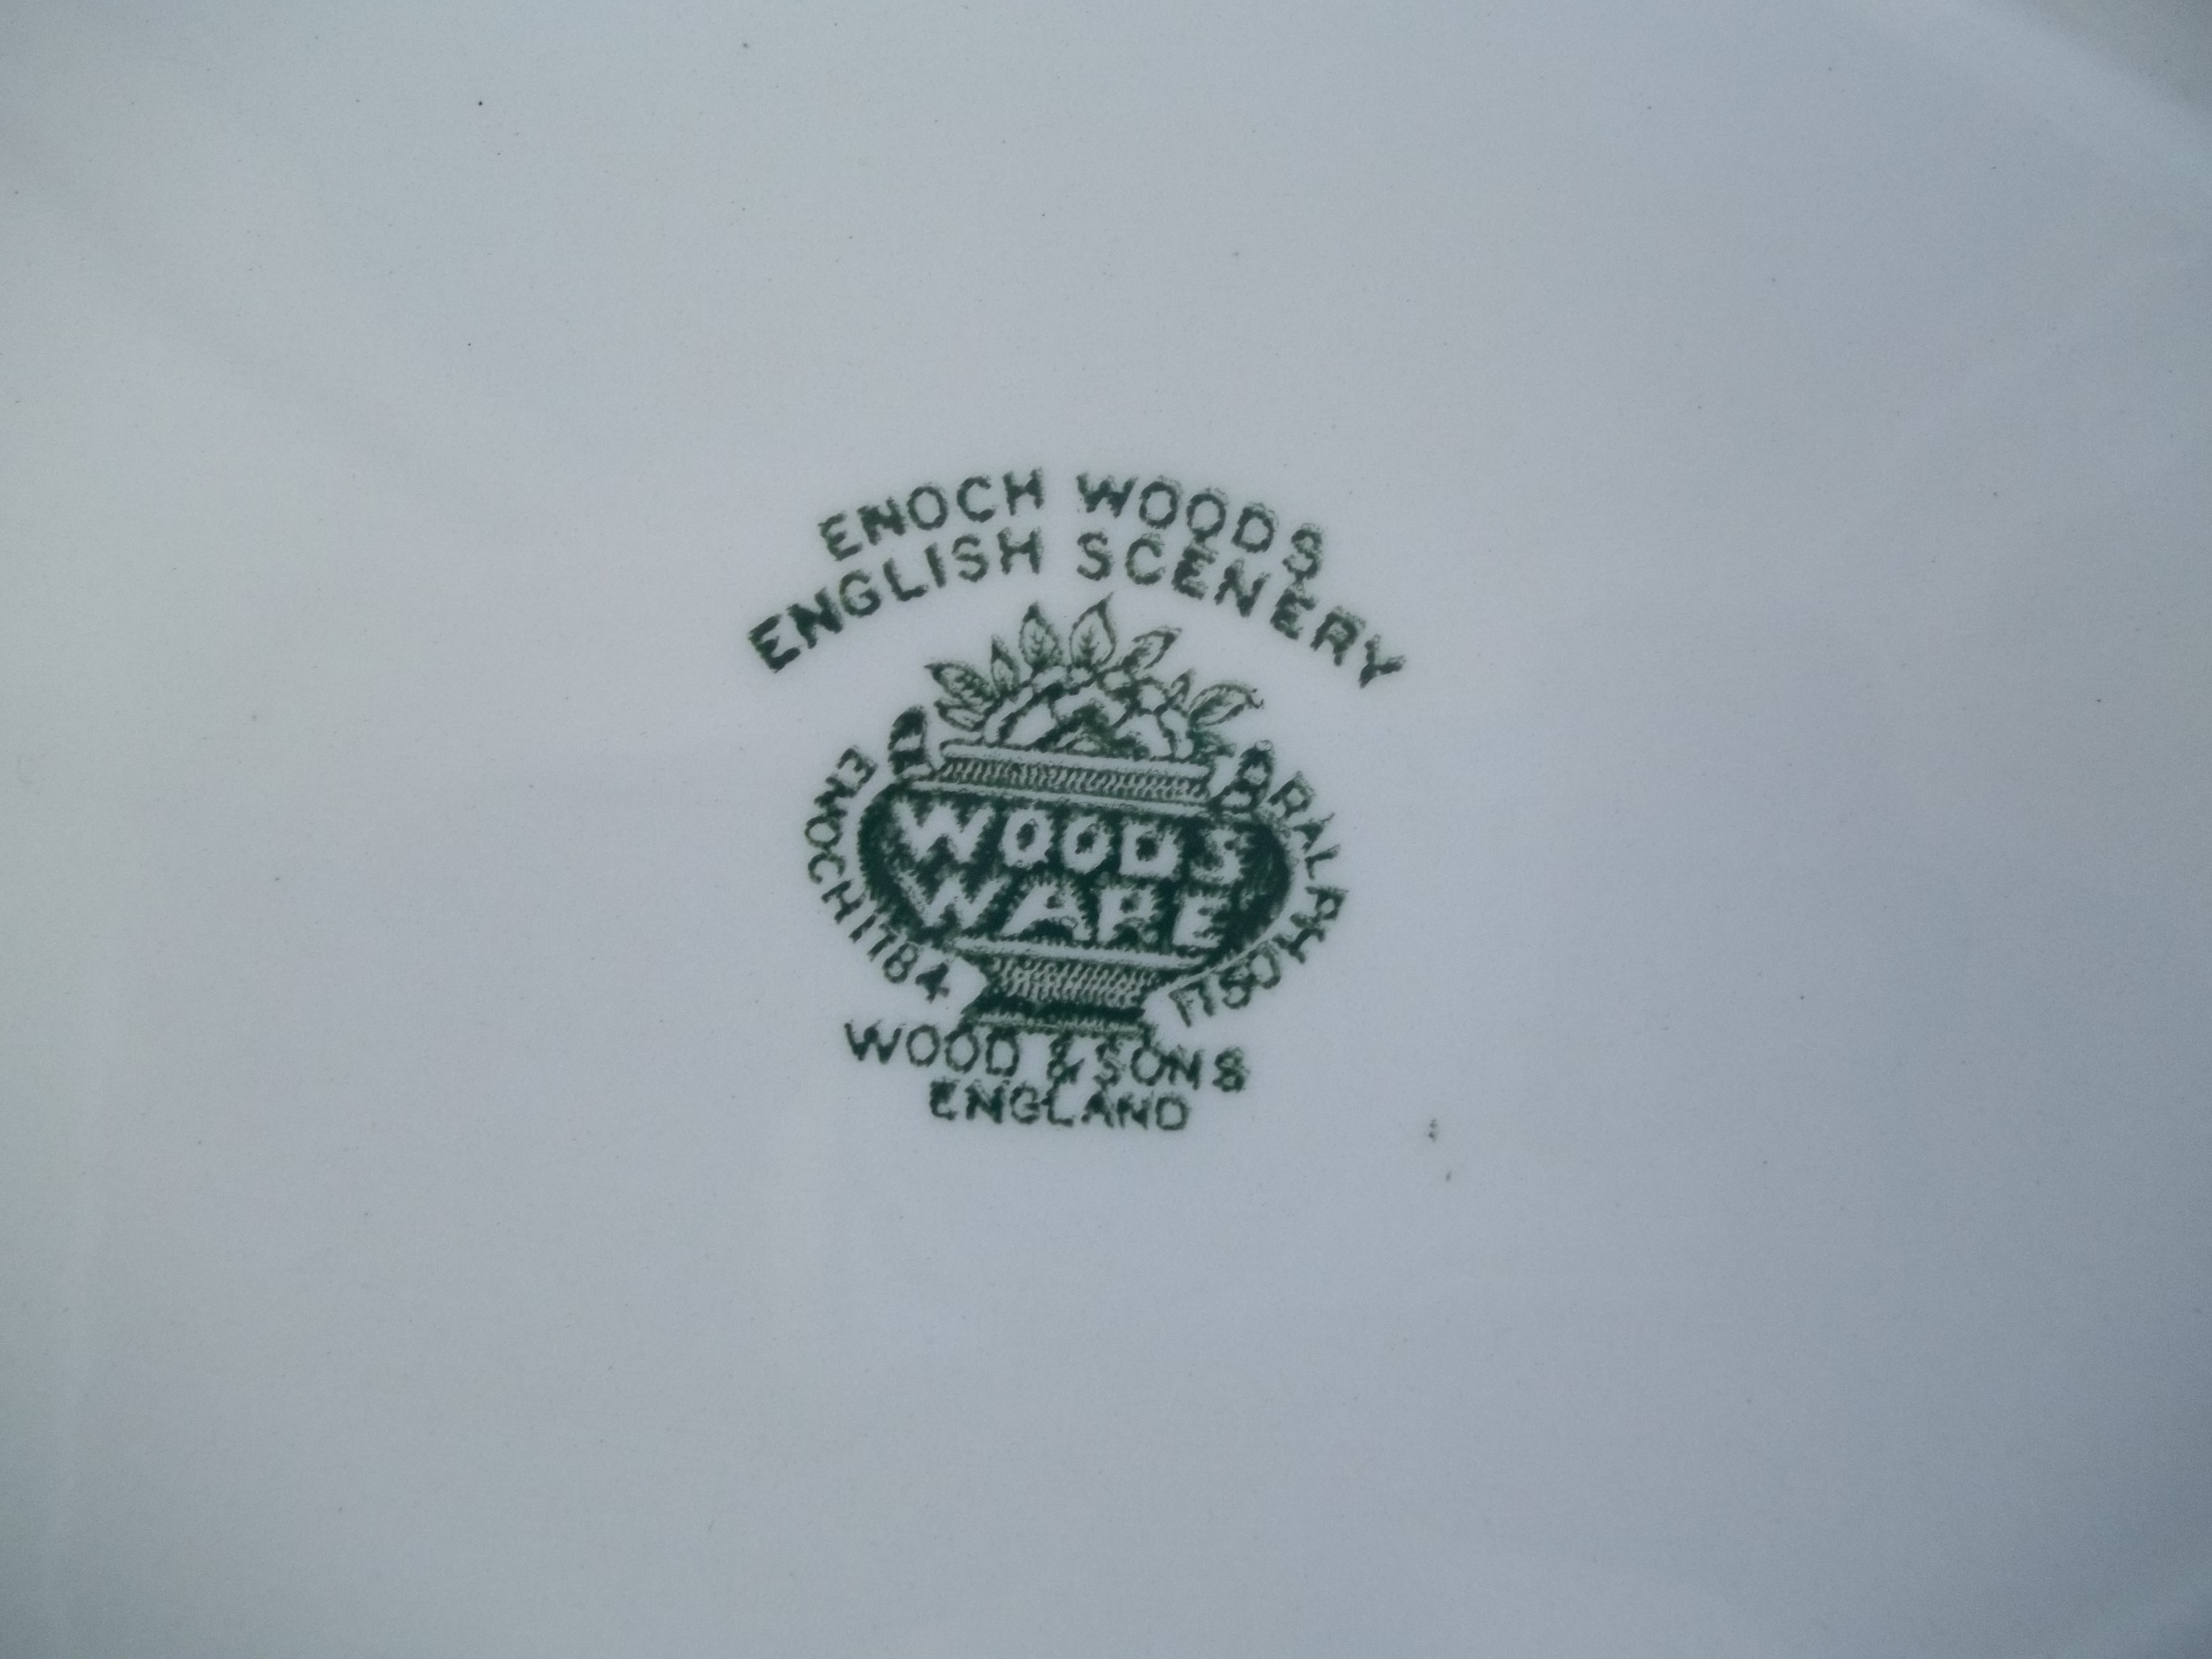 ENOCH WOODS
ENGLISH SCENERY
WOODS
WARE
ENOCH 1784
RALPH 1750
WOOD & SONS
ENGLAND